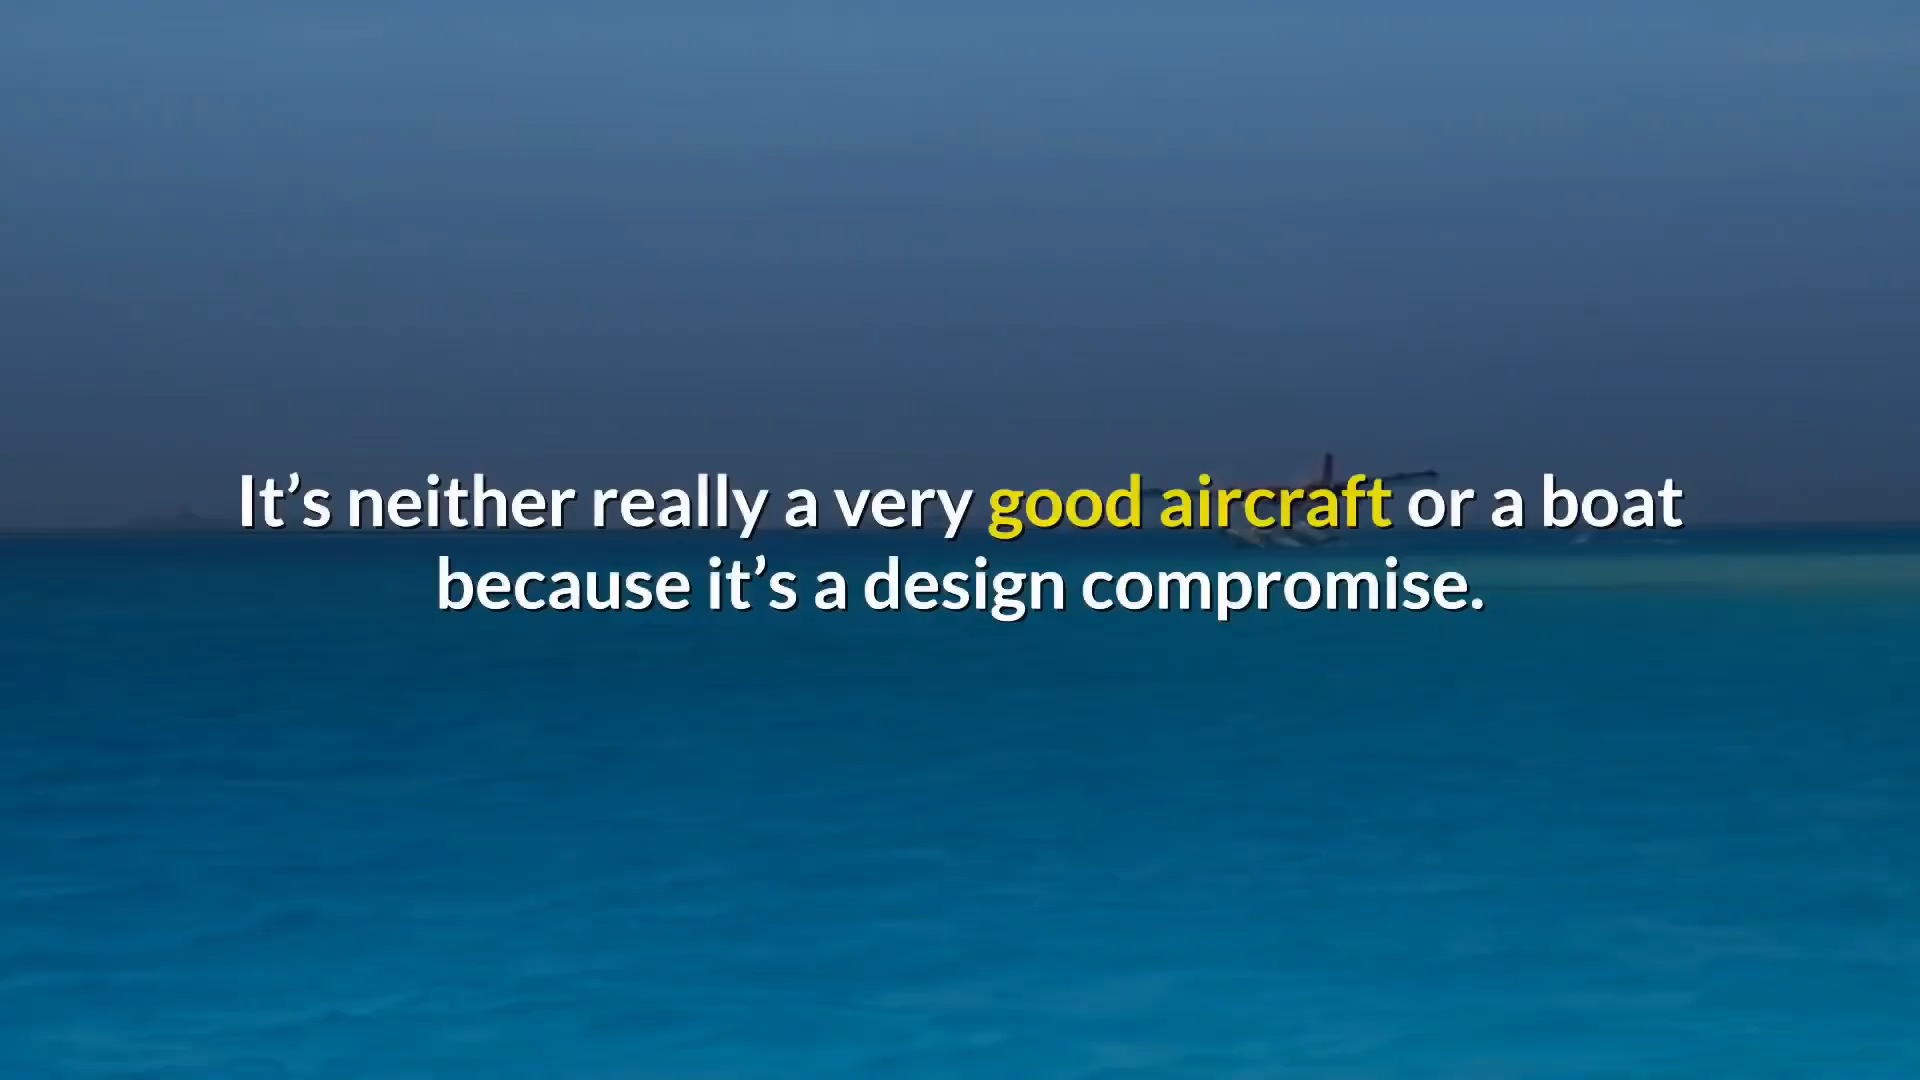 It’s neither really a very good aircraft or a boat
because it’s a design compromise.